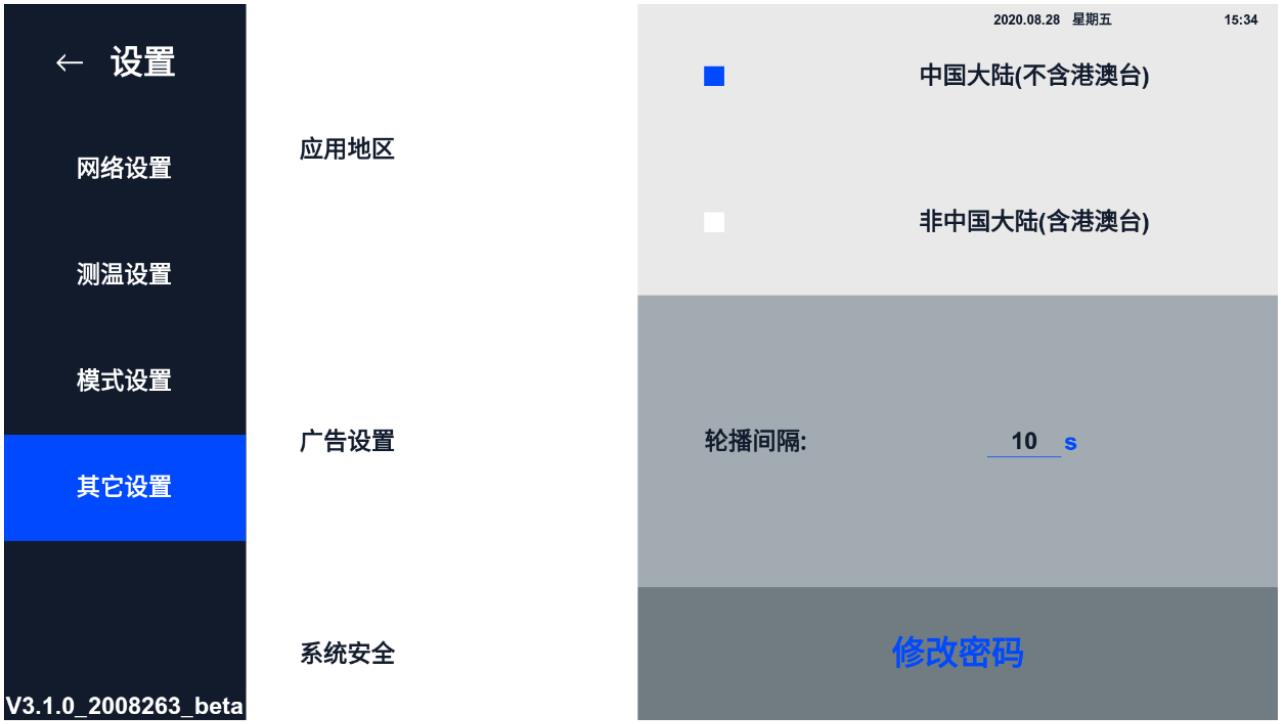 ← 设置
网络设置
测温设置
模式设置
其它设置
V3.1.0_2008263_beta
2020.08.28 星期五 15:34
应用地区
中国大陆(不含港澳台)
非中国大陆(含港澳台)
广告设置
轮播间隔: 10 s
系统安全
修改密码